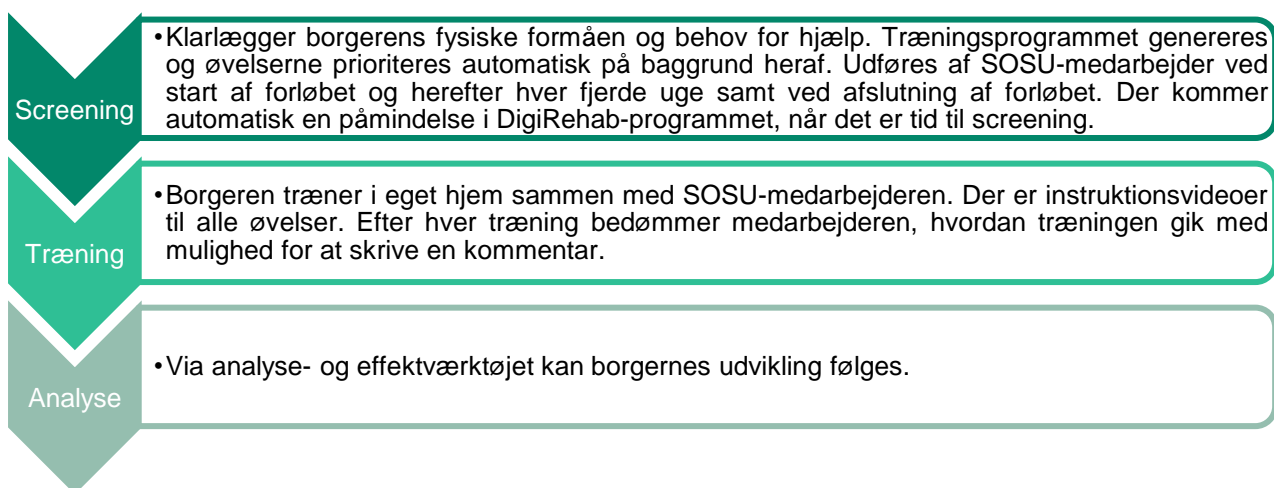 Screening
•Klarlægger borgerens fysiske formåen og behov for hjælp. Træningsprogrammet genereres
og øvelserne prioriteres automatisk på baggrund heraf. Udføres af SOSU-medarbejder ved
start af forløbet og herefter hver fjerde uge samt ved afslutning af forløbet. Der kommer
automatisk en påmindelse i DigiRehab-programmet, når det er tid til screening.
Træning
•Borgeren træner i eget hjem sammen med SOSU-medarbejderen. Der er instruktionsvideoer
til alle øvelser. Efter hver træning bedømmer medarbejderen, hvordan træningen gik med
mulighed for at skrive en kommentar.
Analyse
•Via analyse- og effektværktøjet kan borgernes udvikling følges.